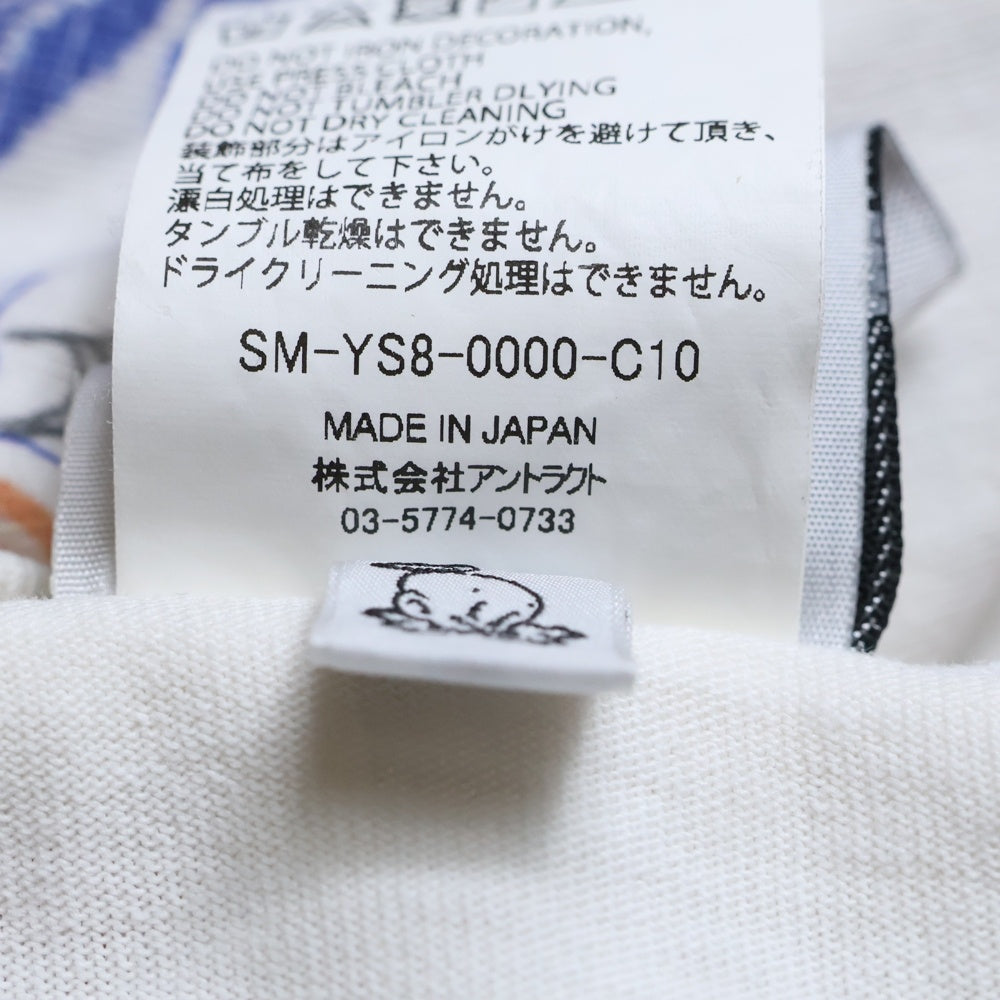 DO NOT IRON DECORATION,
USE PRESS CLOTH
DO NOT BLEACH
DO NOT TUMBLER DLYING
DO NOT DRY CLEANING
装飾部分はアイロンがけを避けて頂き、
当て布をして下さい。
漂白処理はできません。
タンブル乾燥はできません。
ドライクリーニング処理はできません。
SM-YS8-0000-C10
MADE IN JAPAN
株式会社アントラクト
03-5774-0733